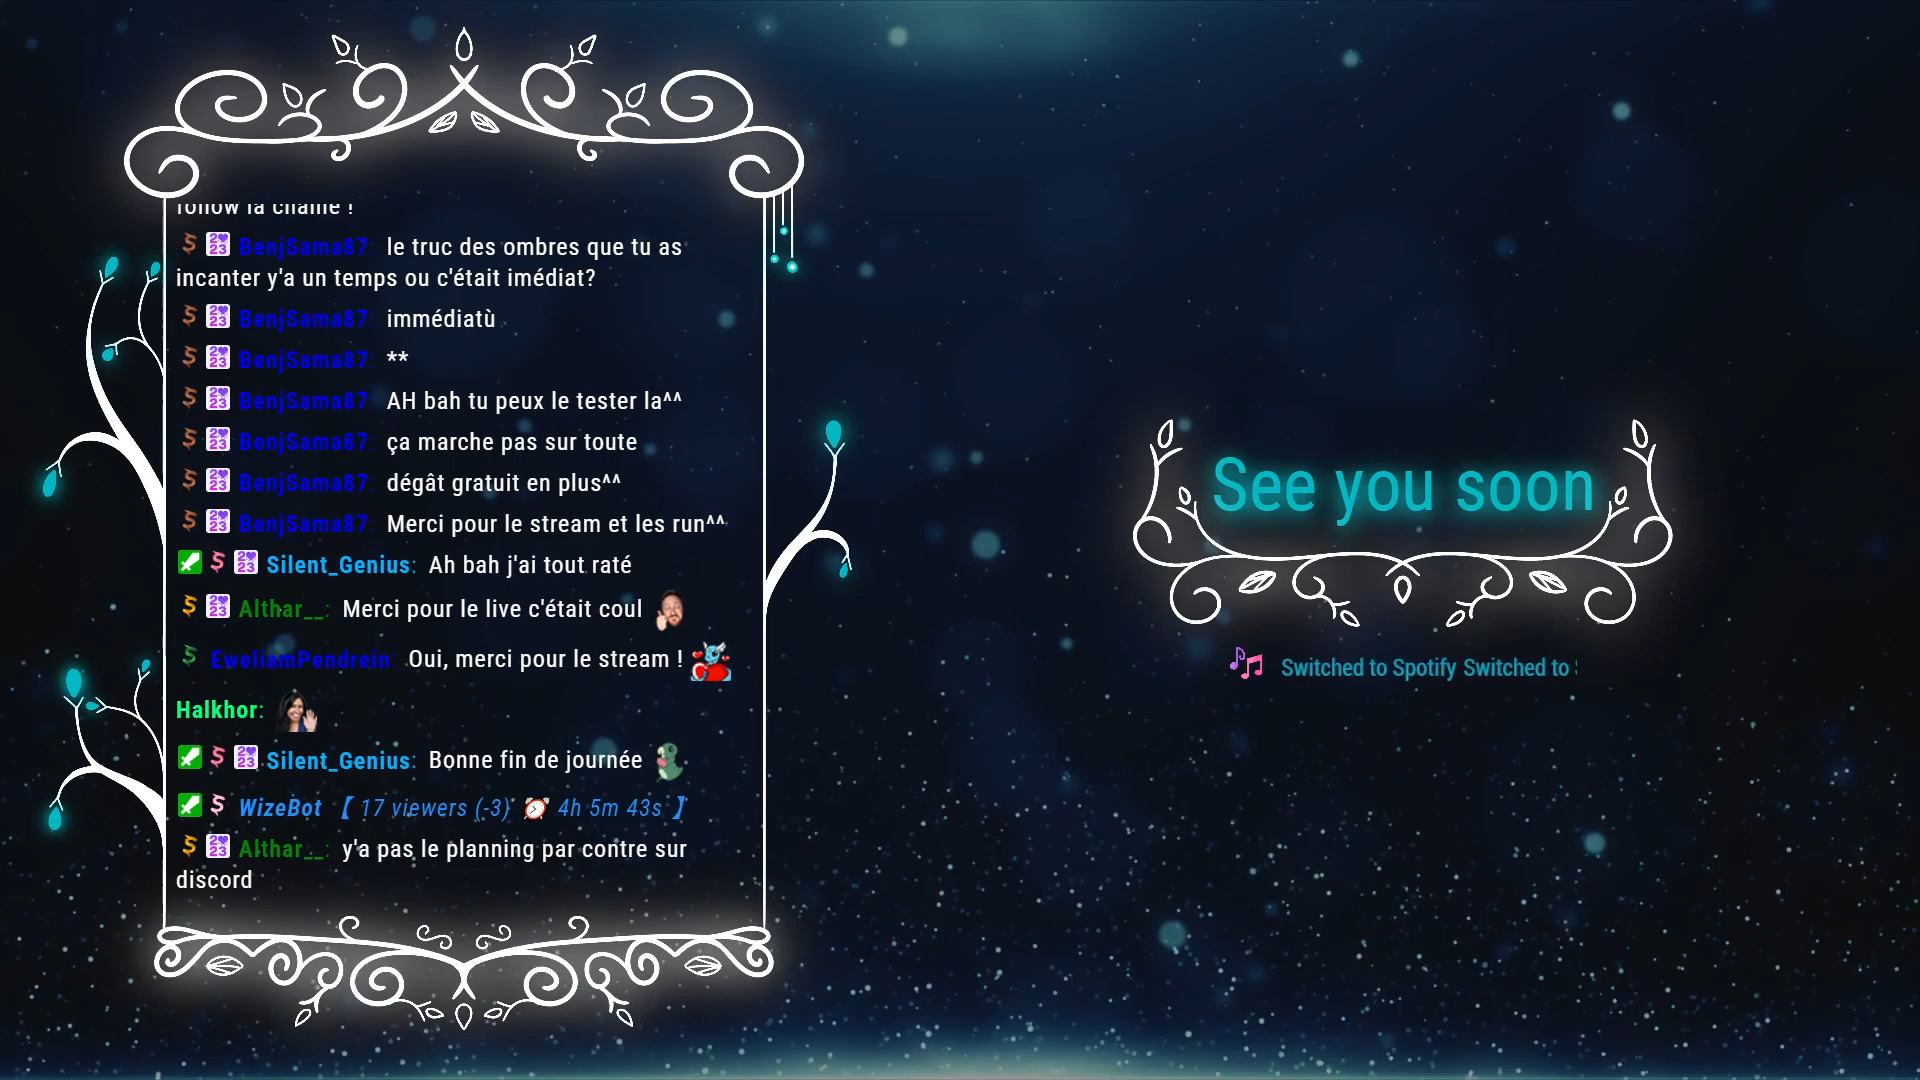 follow la chaîne !
BenjSama87: le truc des ombres que tu as
incanter y'a un temps ou c'était imédiat?
BenjSama87: immédiatù
BenjSama87: **
BenjSama87: AH bah tu peux le tester la^^
BenjSama87: ça marche pas sur toute
BenjSama87: dégât gratuit en plus^^
BenjSama87: Merci pour le stream et les run^^
Silent_Genius: Ah bah j'ai tout raté
Althar__: Merci pour le live c'était coul
EweliamPendrein: Oui, merci pour le stream !
Halkhor:
Silent_Genius: Bonne fin de journée
WizeBot 【 17 viewers (-3) ⏰ 4h 5m 43s 】
Althar__: y'a pas le planning par contre sur
discord
See you soon
Switched to Spotify Switched to